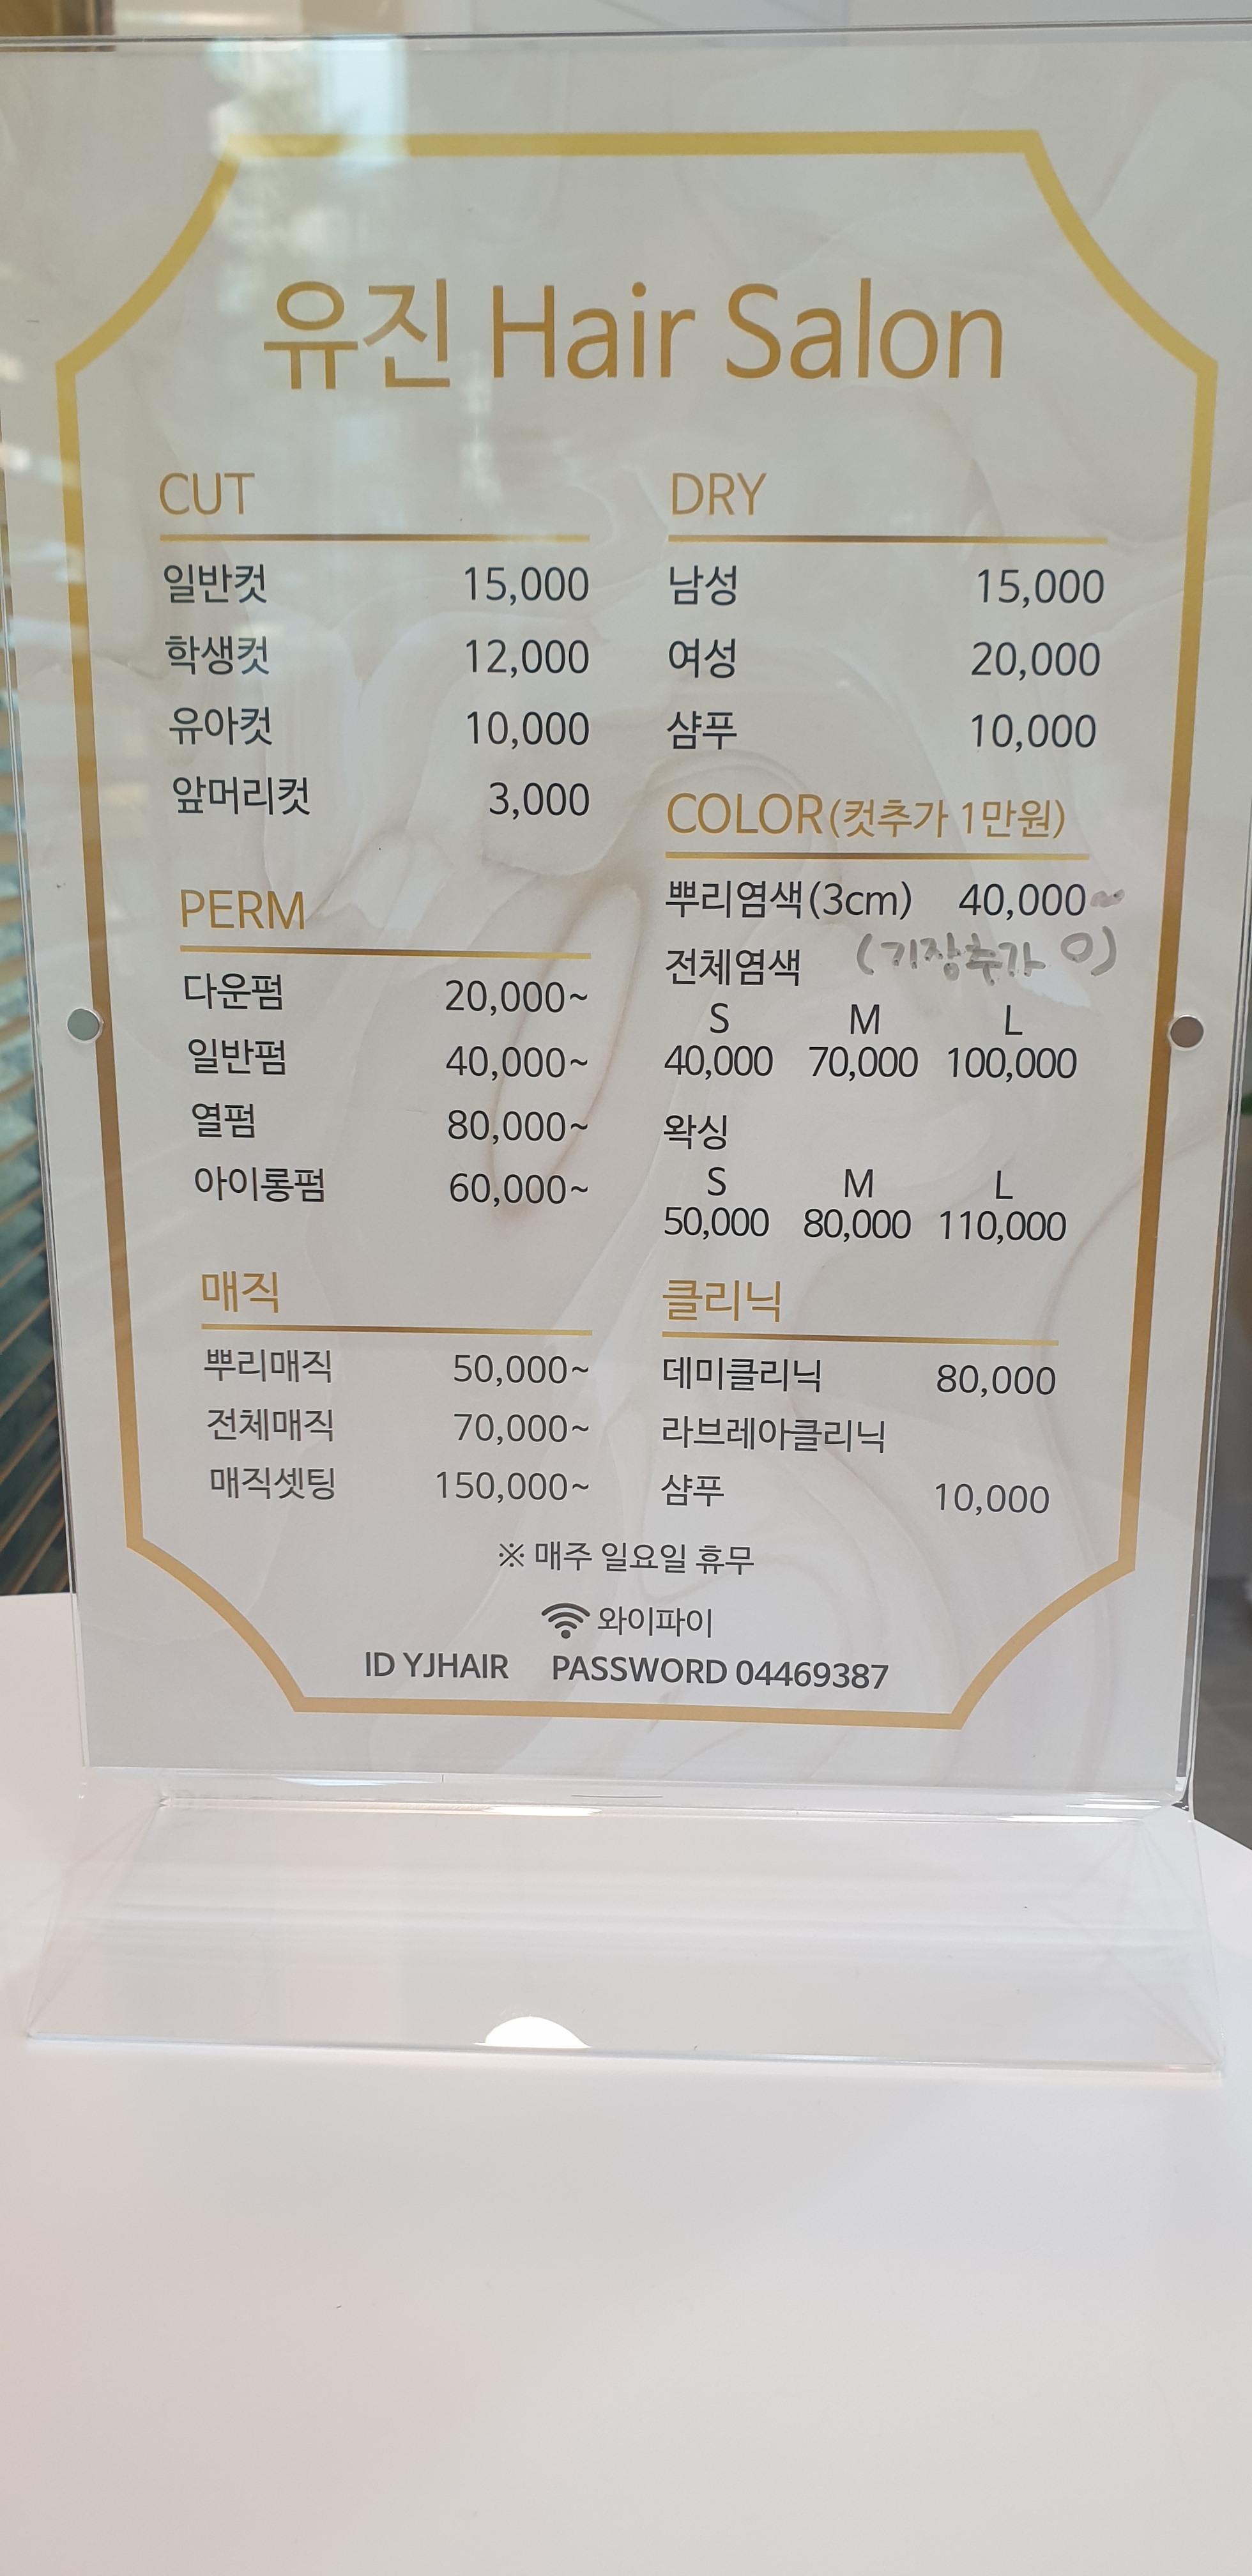 유진 Hair Salon
CUT
일반컷 15,000
학생컷 12,000
유아컷 10,000
앞머리컷 3,000
PERM
다운펌 20,000~
일반펌 40,000~
열펌 80,000~
아이롱펌 60,000~
매직
뿌리매직 50,000~
전체매직 70,000~
매직셋팅 150,000~
DRY
남성 15,000
여성 20,000
샴푸 10,000
COLOR(컷추가 1만원)
뿌리염색(3cm) 40,000~
전체염색 (기장추가 O)
S M L
40,000 70,000 100,000
왁싱
S M L
50,000 80,000 110,000
클리닉
데미클리닉 80,000
라브레아클리닉
샴푸 10,000
※ 매주 일요일 휴무
와이파이
ID YJHAIR PASSWORD 04469387